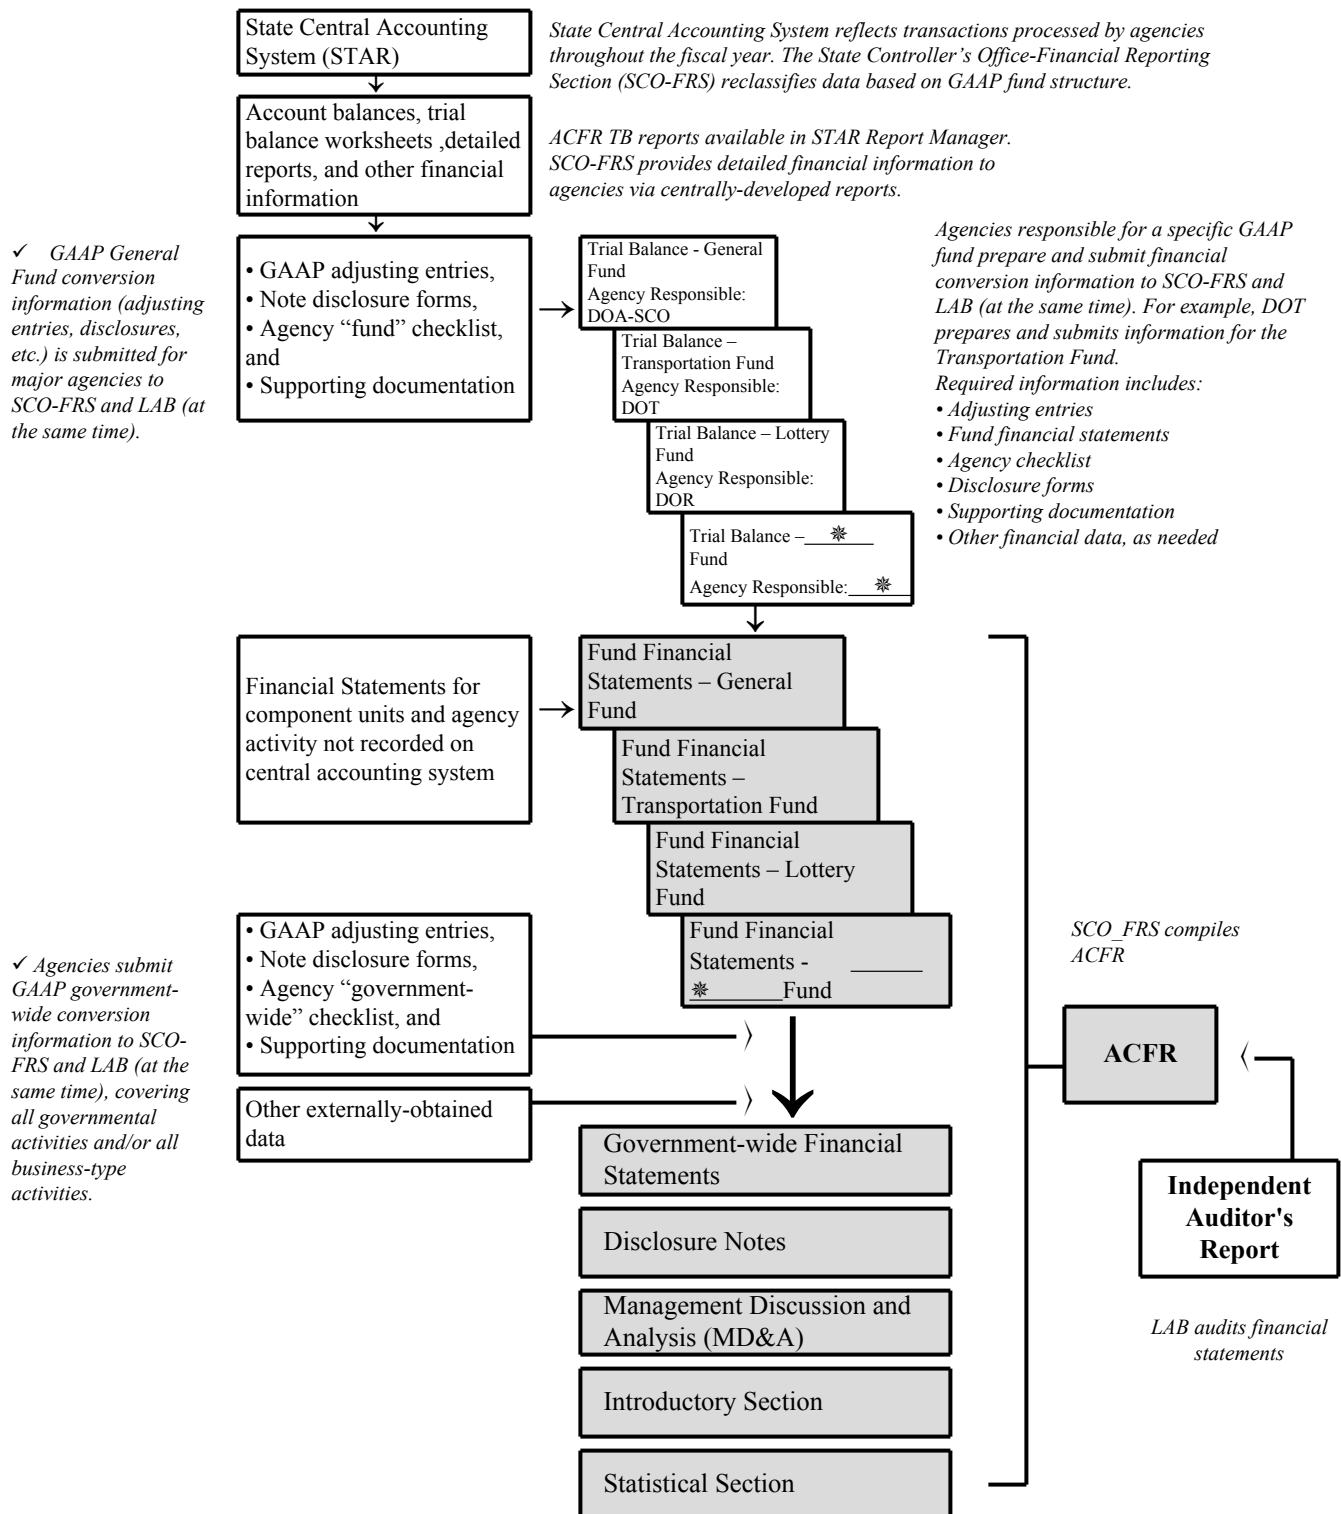 State Central Accounting
System (STAR)
State Central Accounting System reflects transactions processed by agencies
throughout the fiscal year. The State Controller's Office-Financial Reporting
Section (SCO-FRS) reclassifies data based on GAAP fund structure.
Account balances, trial
balance worksheets ,detailed
reports, and other financial
information
ACFR TB reports available in STAR Report Manager.
SCO-FRS provides detailed financial information to
agencies via centrally-developed reports.
✓ GAAP General
Fund conversion
information (adjusting
entries, disclosures,
etc.) is submitted for
major agencies to
SCO-FRS and LAB (at
the same time).
• GAAP adjusting entries,
• Note disclosure forms,
• Agency “fund” checklist,
and
• Supporting documentation
Trial Balance - General
Fund
Agency Responsible:
DOA-SCO
Trial Balance –
Transportation Fund
Agency Responsible:
DOT
Trial Balance – Lottery
Fund
Agency Responsible:
DOR
Trial Balance –___✵____
Fund
Agency Responsible:___✵___
Agencies responsible for a specific GAAP
fund prepare and submit financial
conversion information to SCO-FRS and
LAB (at the same time). For example, DOT
prepares and submits information for the
Transportation Fund.
Required information includes:
• Adjusting entries
• Fund financial statements
• Agency checklist
• Disclosure forms
• Supporting documentation
• Other financial data, as needed
Financial Statements for
component units and agency
activity not recorded on
central accounting system
Fund Financial
Statements – General
Fund
Fund Financial
Statements –
Transportation Fund
Fund Financial
Statements – Lottery
Fund
Fund Financial
Statements - ______
✵________Fund
✓ Agencies submit
GAAP government-
wide conversion
information to SCO-
FRS and LAB (at the
same time), covering
all governmental
activities and/or all
business-type
activities.
• GAAP adjusting entries,
• Note disclosure forms,
• Agency “government-
wide” checklist, and
• Supporting documentation
Other externally-obtained
data
Government-wide Financial
Statements
Disclosure Notes
Management Discussion and
Analysis (MD&A)
Introductory Section
Statistical Section
SCO_FRS compiles
ACFR
ACFR
Independent
Auditor's
Report
LAB audits financial
statements